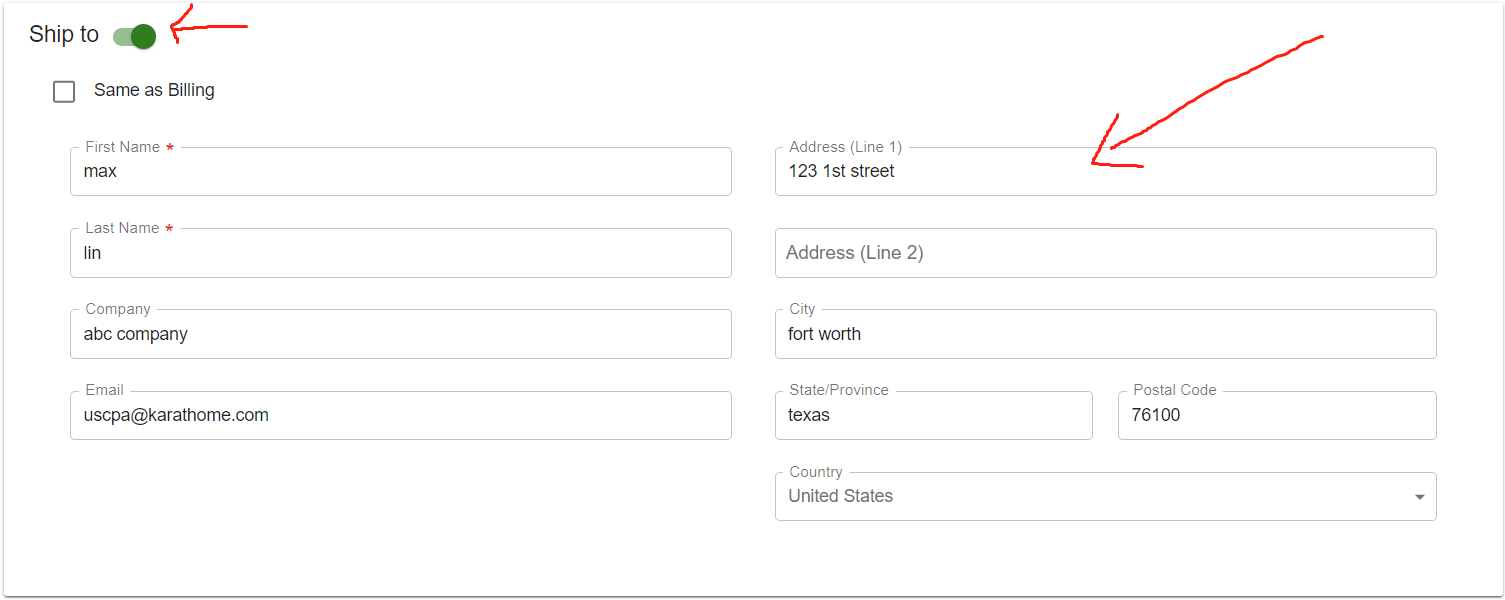 Ship to
Same as Billing
First Name *
max
Address (Line 1)
123 1st street
Last Name *
lin
Address (Line 2)
Company
abc company
City
fort worth
Email
uscpa@karathome.com
State/Province
texas
Postal Code
76100
Country
United States